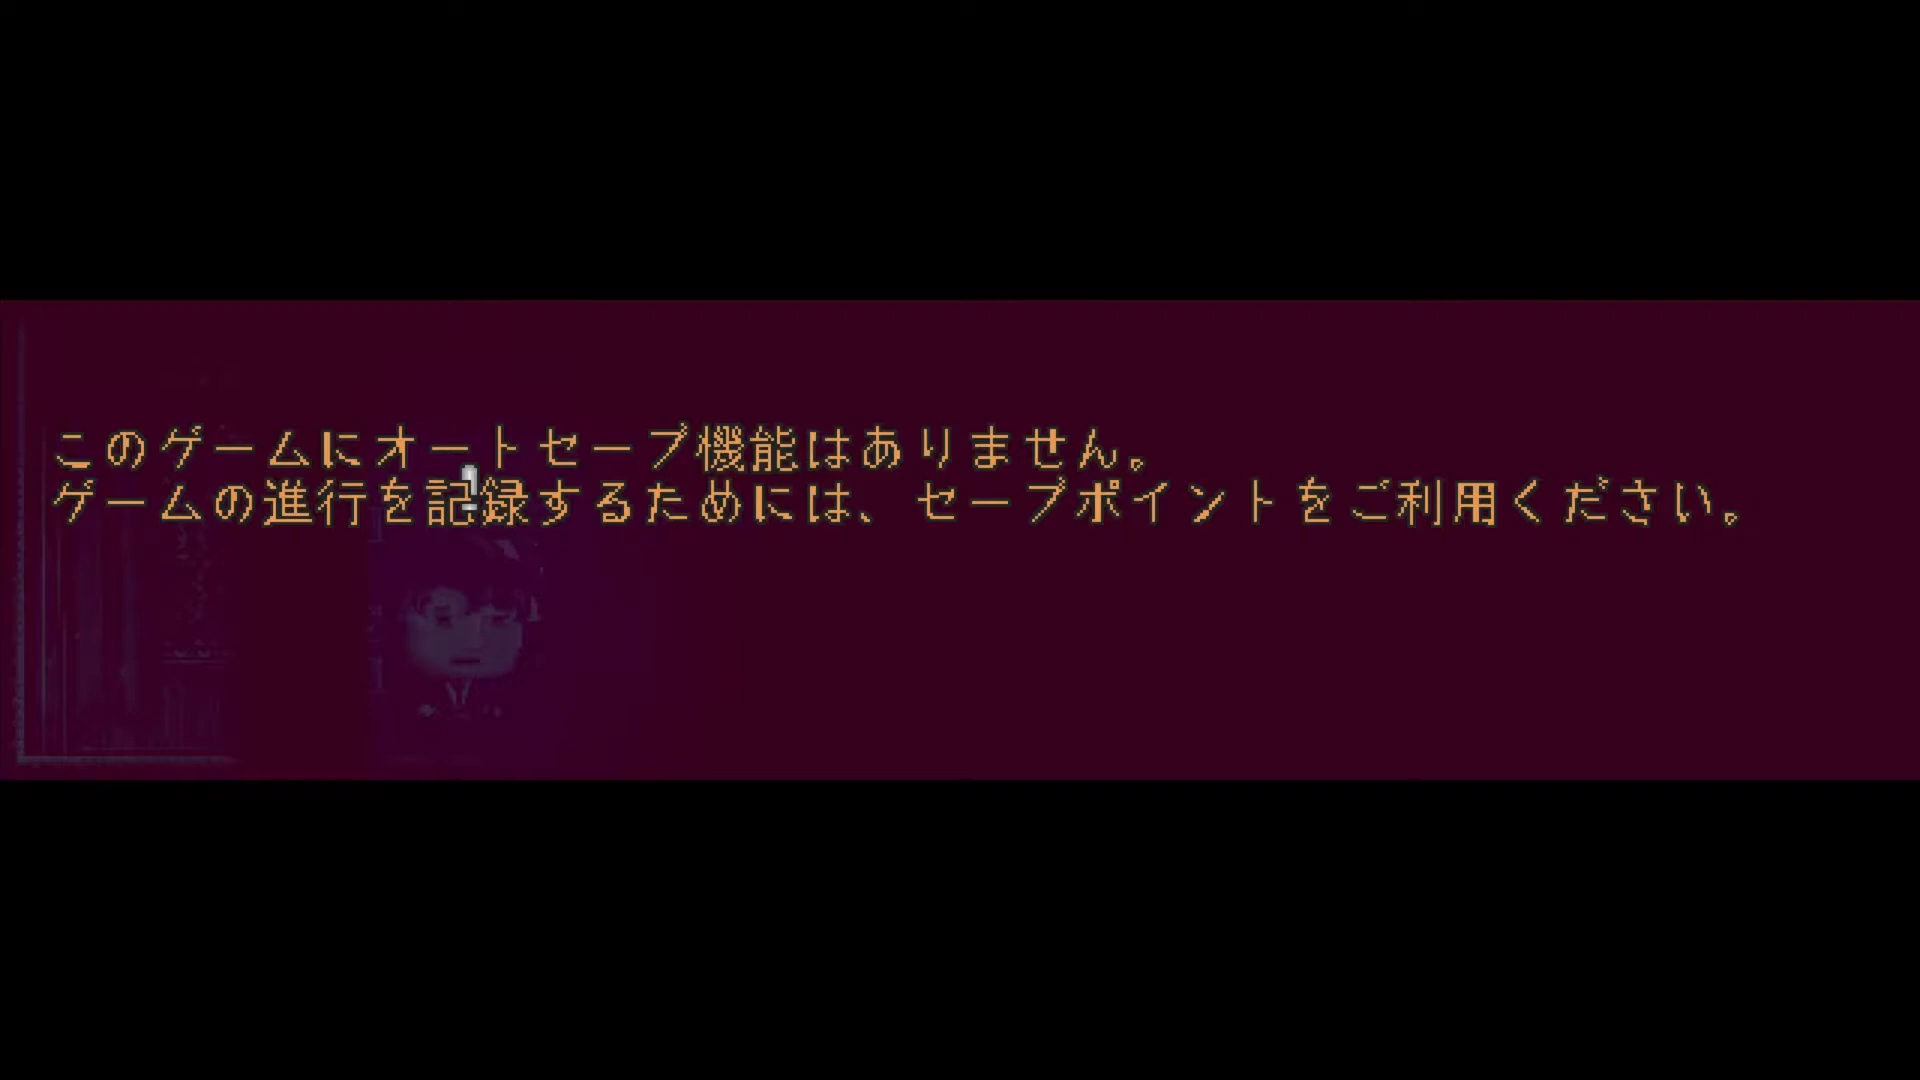 このゲームにオートセーブ機能はありません。
ゲームの進行を記録するためには、セーブポイントをご利用ください。